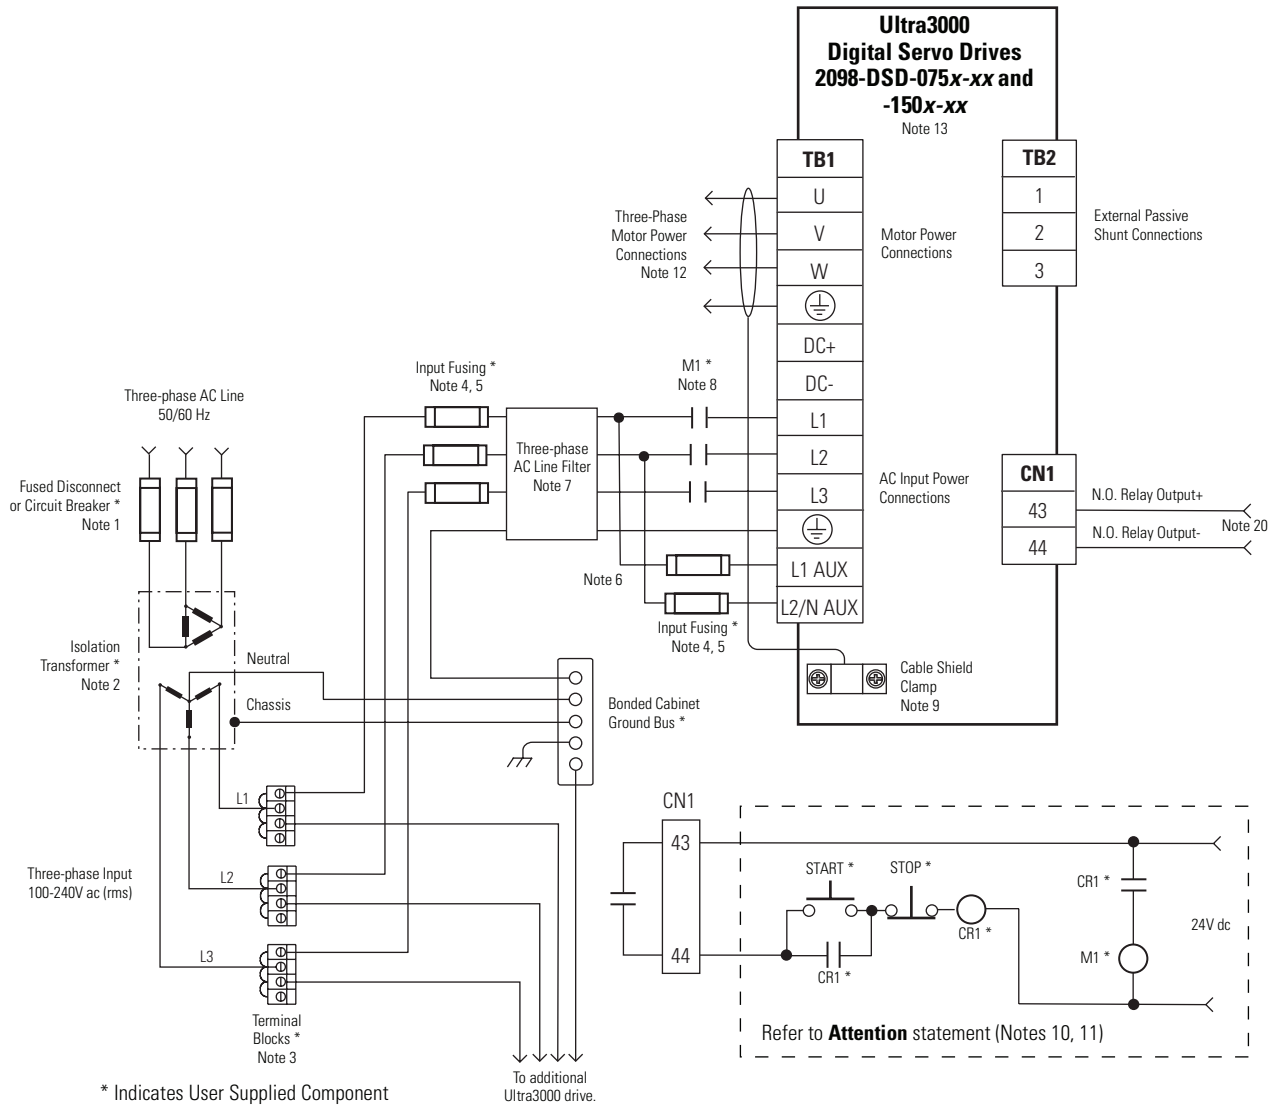 Ultra3000
Digital Servo Drives
2098-DSD-075x-xx and
-150x-xx
Note 13
TB1
U
V
W
DC+
DC-
L1
L2
L3
L1 AUX
L2/N AUX
TB2
1
2
3
External Passive
Shunt Connections
Three-Phase
Motor Power
Connections
Note 12
Motor Power
Connections
AC Input Power
Connections
CN1
43
44
N.O. Relay Output+
N.O. Relay Output-
Note 20
Input Fusing *
Note 4, 5
M1 *
Note 8
Three-phase AC Line
50/60 Hz
Three-phase
AC Line Filter
Note 7
Fused Disconnect
or Circuit Breaker *
Note 1
Note 6
Input Fusing *
Note 4, 5
Isolation
Transformer *
Note 2
Neutral
Chassis
Bonded Cabinet
Ground Bus *
Cable Shield
Clamp
Note 9
L1
L2
L3
Three-phase Input
100-240V ac (rms)
Terminal
Blocks *
Note 3
To additional
Ultra3000 drive.
CN1
43
44
START *
STOP *
CR1 *
CR1 *
CR1 *
M1 *
24V dc
Refer to Attention statement (Notes 10, 11)
* Indicates User Supplied Component